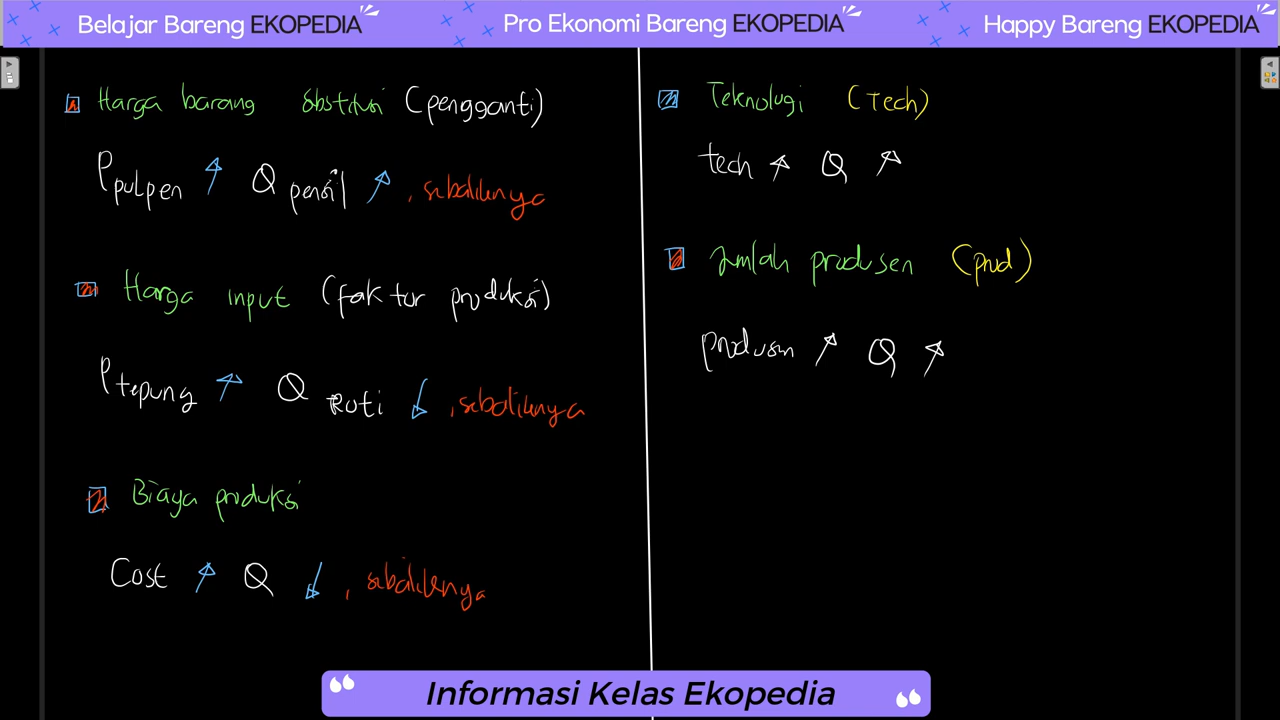 Belajar Bareng EKOPEDIA
Pro Ekonomi Bareng EKOPEDIA
Happy Bareng EKOPEDIA
Harga barang substitusi (pengganti)
P pulpen ↑ Q pensil ↑ , sebaliknya
Harga input (faktor produksi)
P tepung ↑ Q Roti ↓ , sebaliknya
Biaya produksi
Cost ↑ Q ↓ , sebaliknya
Teknologi (Tech)
tech ↑ Q ↑
Jumlah produsen (prod)
produsen ↑ Q ↑
Informasi Kelas Ekopedia